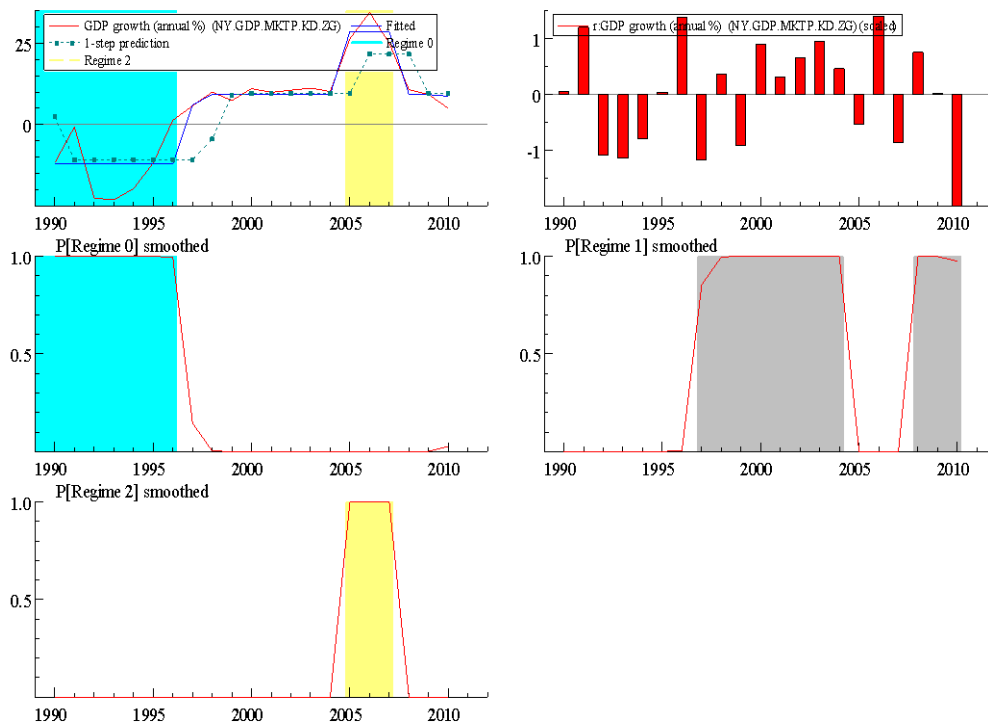 GDP growth (annual %) (NY.GDP.MKTP.KD.ZG) Fitted
1-step prediction Regime 0
Regime 2
25
0
1990 1995 2000 2005 2010
r:GDP growth (annual %) (NY.GDP.MKTP.KD.ZG) (scaled)
1
0
-1
1990 1995 2000 2005 2010
P[Regime 0] smoothed
1.0
0.5
1990 1995 2000 2005 2010
P[Regime 1] smoothed
1.0
0.5
1990 1995 2000 2005 2010
P[Regime 2] smoothed
1.0
0.5
1990 1995 2000 2005 2010